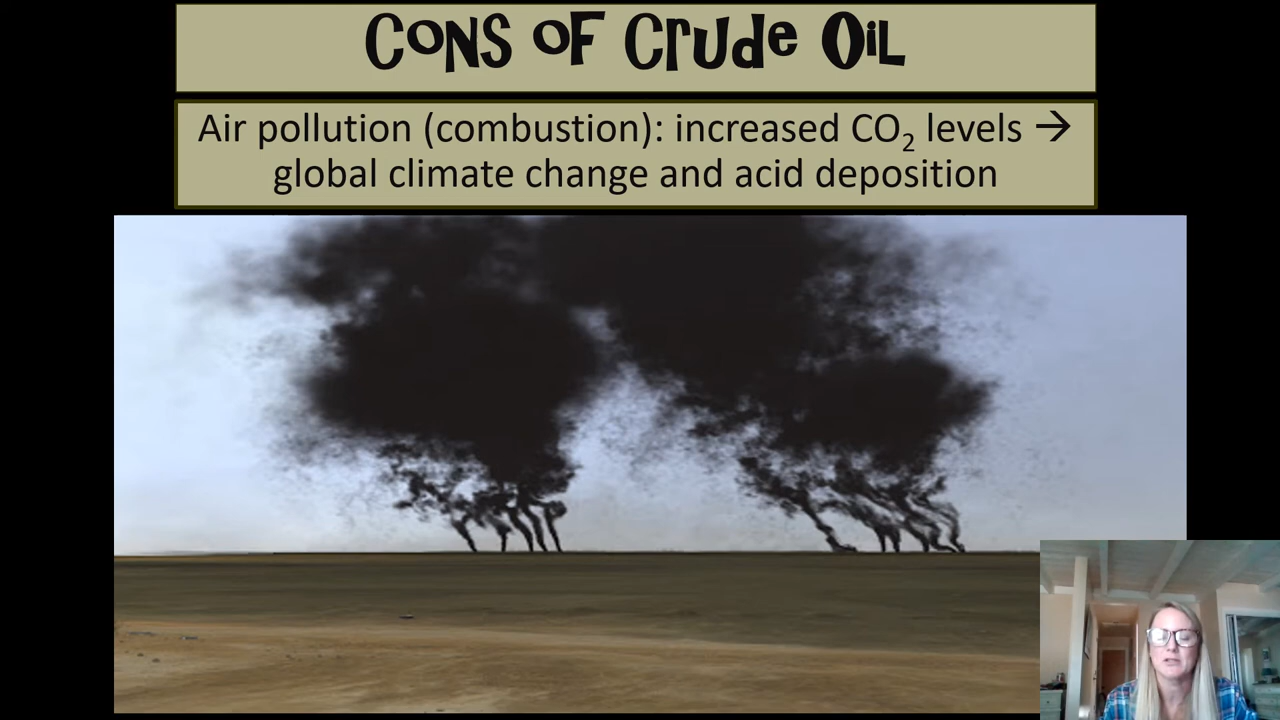 Cons of Crude Oil
Air pollution (combustion): increased CO₂ levels →
global climate change and acid deposition